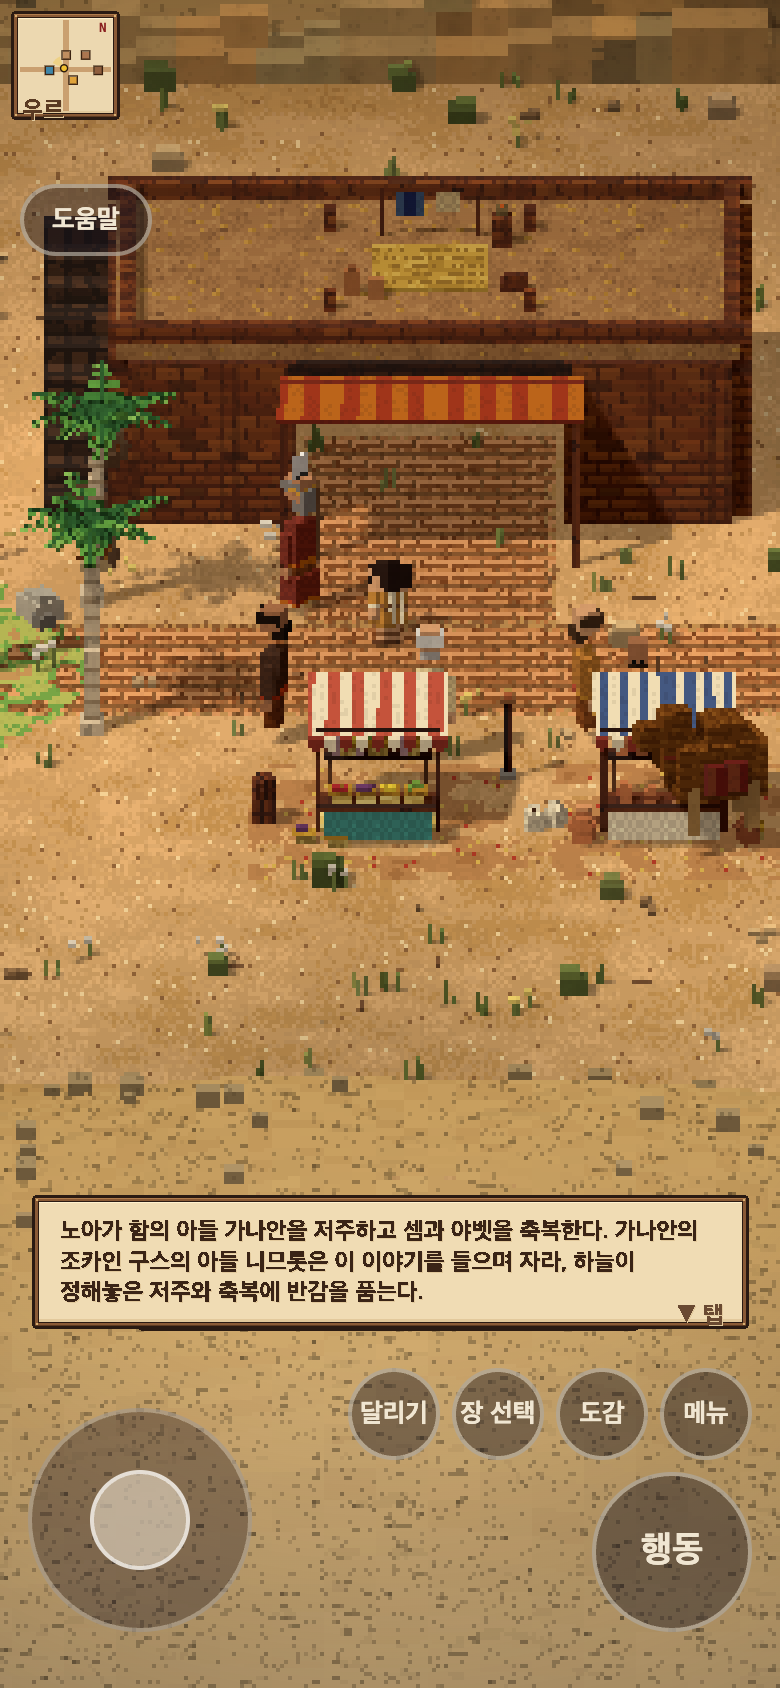 N
우르
도움말
노아가 함의 아들 가나안을 저주하고 셈과 야벳을 축복한다. 가나안의
조카인 구스의 아들 니므롯은 이 이야기를 들으며 자라, 하늘이
정해놓은 저주와 축복에 반감을 품는다.
▼ 탭
달리기
장 선택
도감
메뉴
행동